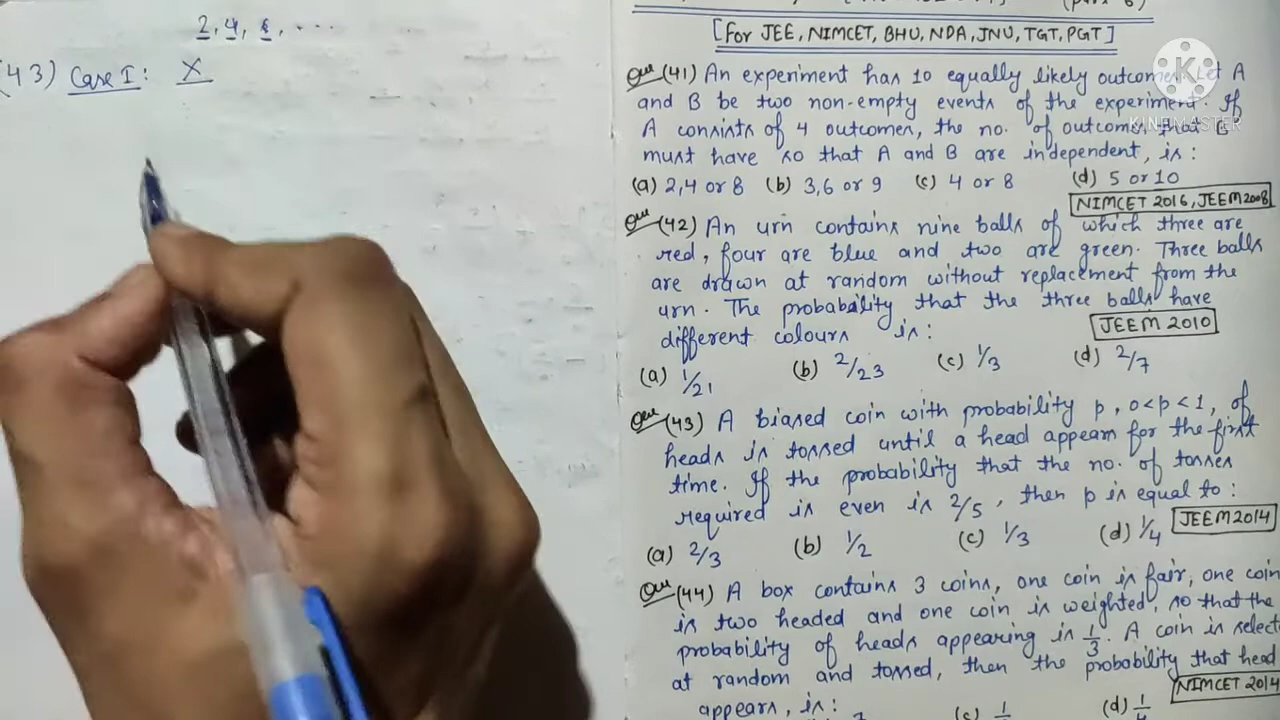 2, 4, 6, ...
(43) Case I: X
[For JEE, NIMCET, BHU, NDA, JNU, TGT, PGT]
Que (41) An experiment has 10 equally likely outcomes. Let A
and B be two non-empty events of the experiment. If
A consists of 4 outcomes, the no. of outcomes that B
must have so that A and B are independent, is:
(a) 2,4 or 8 (b) 3,6 or 9 (c) 4 or 8 (d) 5 or 10
NIMCET 2016, JEEM 2008
Que (42) An urn contains nine balls of which three are
red, four are blue and two are green. Three balls
are drawn at random without replacement from the
urn. The probability that the three balls have
different colours is:
JEEM 2010
(a) 1/21 (b) 2/23 (c) 1/3 (d) 2/7
Que (43) A biased coin with probability p, 0<p<1, of
heads is tossed until a head appears for the first
time. If the probability that the no. of tosses
required is even is 2/5, then p is equal to:
JEEM 2014
(a) 2/3 (b) 1/2 (c) 1/3 (d) 1/4
Que (44) A box contains 3 coins, one coin is fair, one coin
is two headed and one coin is weighted, so that the
probability of heads appearing is 1/3. A coin is select
at random and tossed, then the probability that head
NIMCET 2014
appears, is:
(c) (d)
KINEMASTER